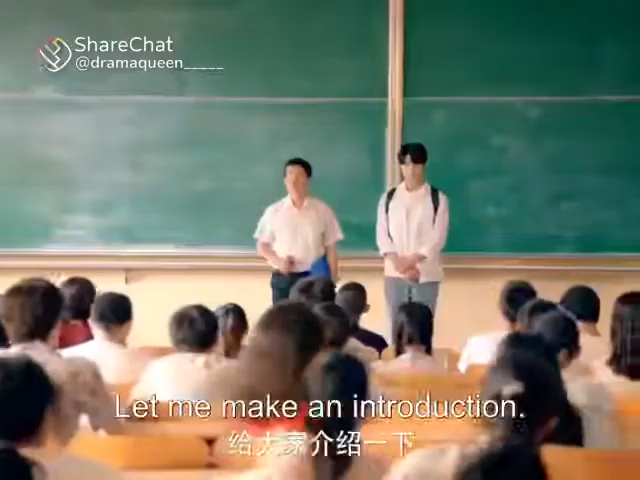 ShareChat
@dramaqueen_____
Let me make an introduction.
给大家介绍一下